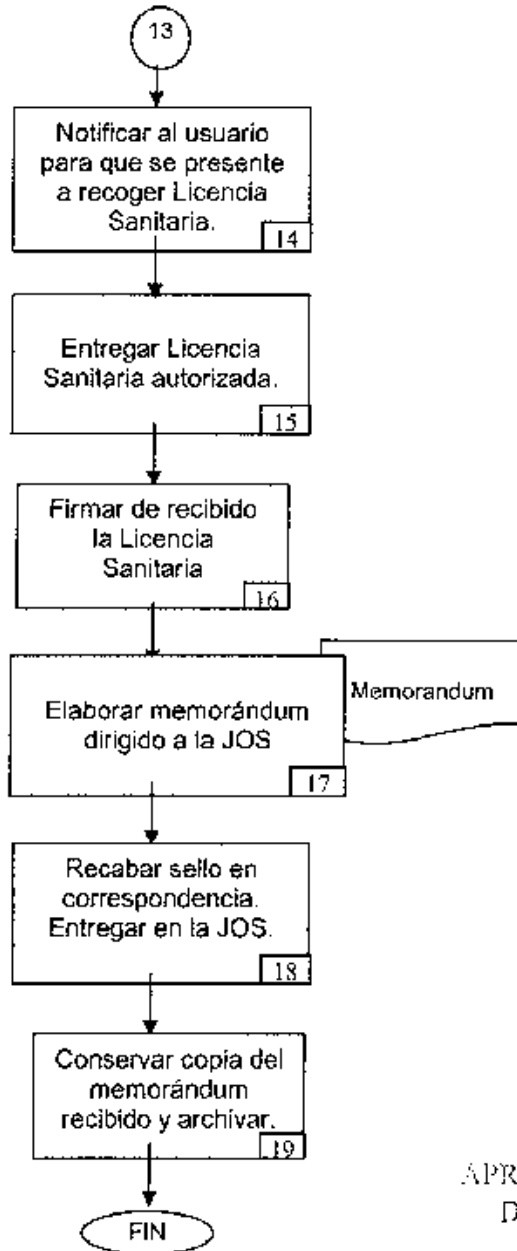 13
Notificar al usuario
para que se presente
a recoger Licencia
Sanitaria.
14
Entregar Licencia
Sanitaria autorizada.
15
Firmar de recibido
la Licencia
Sanitaria
16
Elaborar memorándum
dirigido a la JOS
17
Memorandum
Recabar sello en
correspondencia.
Entregar en la JOS.
18
Conservar copia del
memorándum
recibido y archivar.
19
FIN
APR
D